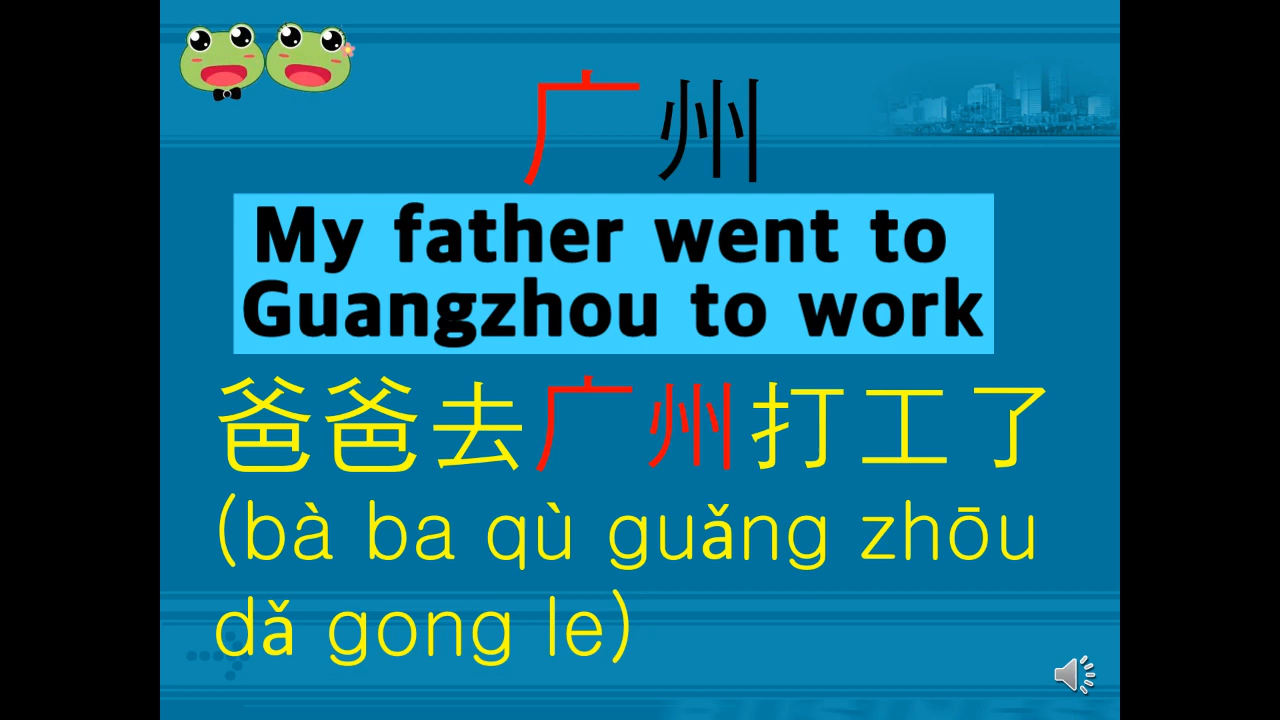 广州
My father went to
Guangzhou to work
爸爸去广州打工了
(bà ba qù guǎng zhōu
dǎ gong le)